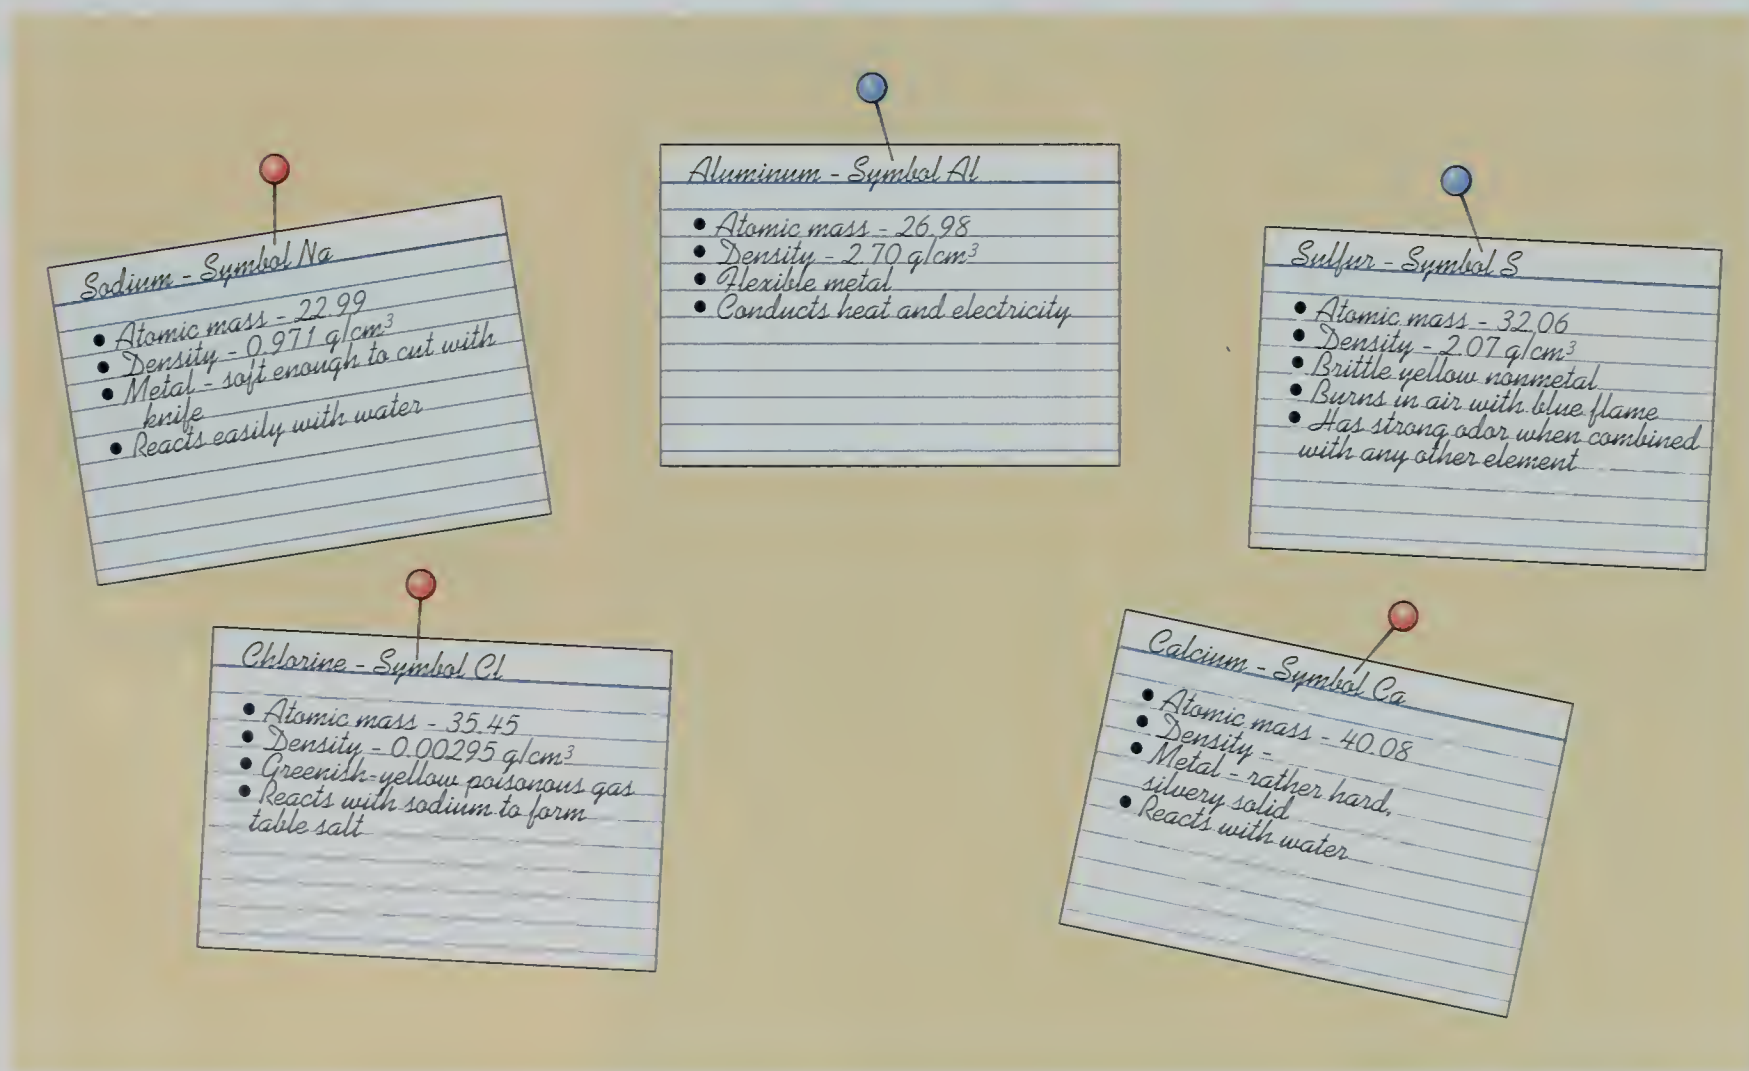 Sodium - Symbol Na
• Atomic mass - 22.99
• Density - 0.971 g/cm³
• Metal - soft enough to cut with
knife
• Reacts easily with water
Aluminum - Symbol Al
• Atomic mass - 26.98
• Density - 2.70 g/cm³
• Flexible metal
• Conducts heat and electricity
Sulfur - Symbol S
• Atomic mass - 32.06
• Density - 2.07 g/cm³
• Brittle yellow nonmetal
• Burns in air with blue flame
• Has strong odor when combined
with any other element
Chlorine - Symbol Cl
• Atomic mass - 35.45
• Density - 0.00295 g/cm³
• Greenish-yellow poisonous gas
• Reacts with sodium to form
table salt
Calcium - Symbol Ca
• Atomic mass - 40.08
• Density -
• Metal - rather hard,
silvery solid
• Reacts with water